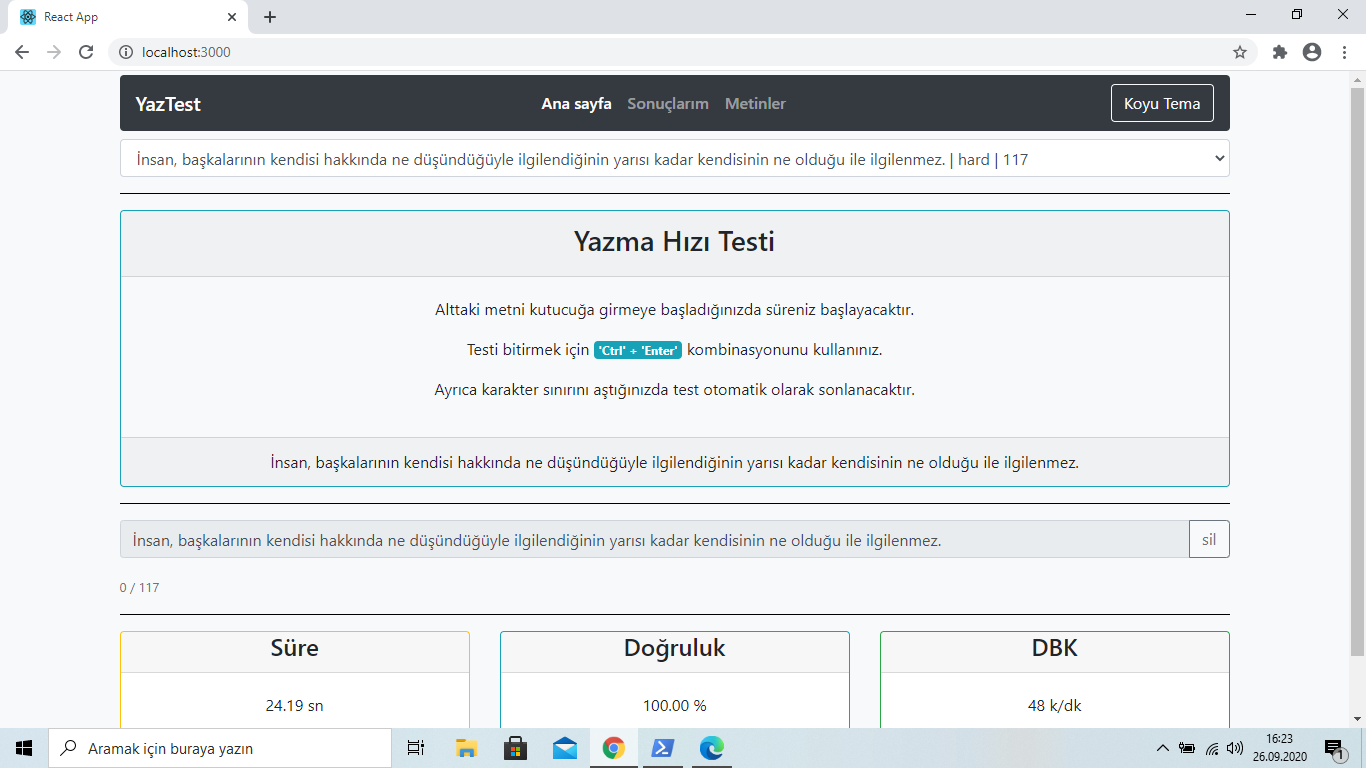 React App
localhost:3000
YazTest Ana sayfa Sonuçlarım Metinler Koyu Tema
İnsan, başkalarının kendisi hakkında ne düşündüğüyle ilgilendiğinin yarısı kadar kendisinin ne olduğu ile ilgilenmez. | hard | 117
Yazma Hızı Testi
Alttaki metni kutucuğa girmeye başladığınızda süreniz başlayacaktır.
Testi bitirmek için 'Ctrl' + 'Enter' kombinasyonunu kullanınız.
Ayrıca karakter sınırını aştığınızda test otomatik olarak sonlanacaktır.
İnsan, başkalarının kendisi hakkında ne düşündüğüyle ilgilendiğinin yarısı kadar kendisinin ne olduğu ile ilgilenmez.
İnsan, başkalarının kendisi hakkında ne düşündüğüyle ilgilendiğinin yarısı kadar kendisinin ne olduğu ile ilgilenmez. sil
0 / 117
Süre Doğruluk DBK
24.19 sn 100.00 % 48 k/dk
Aramak için buraya yazın
16:23
26.09.2020
1